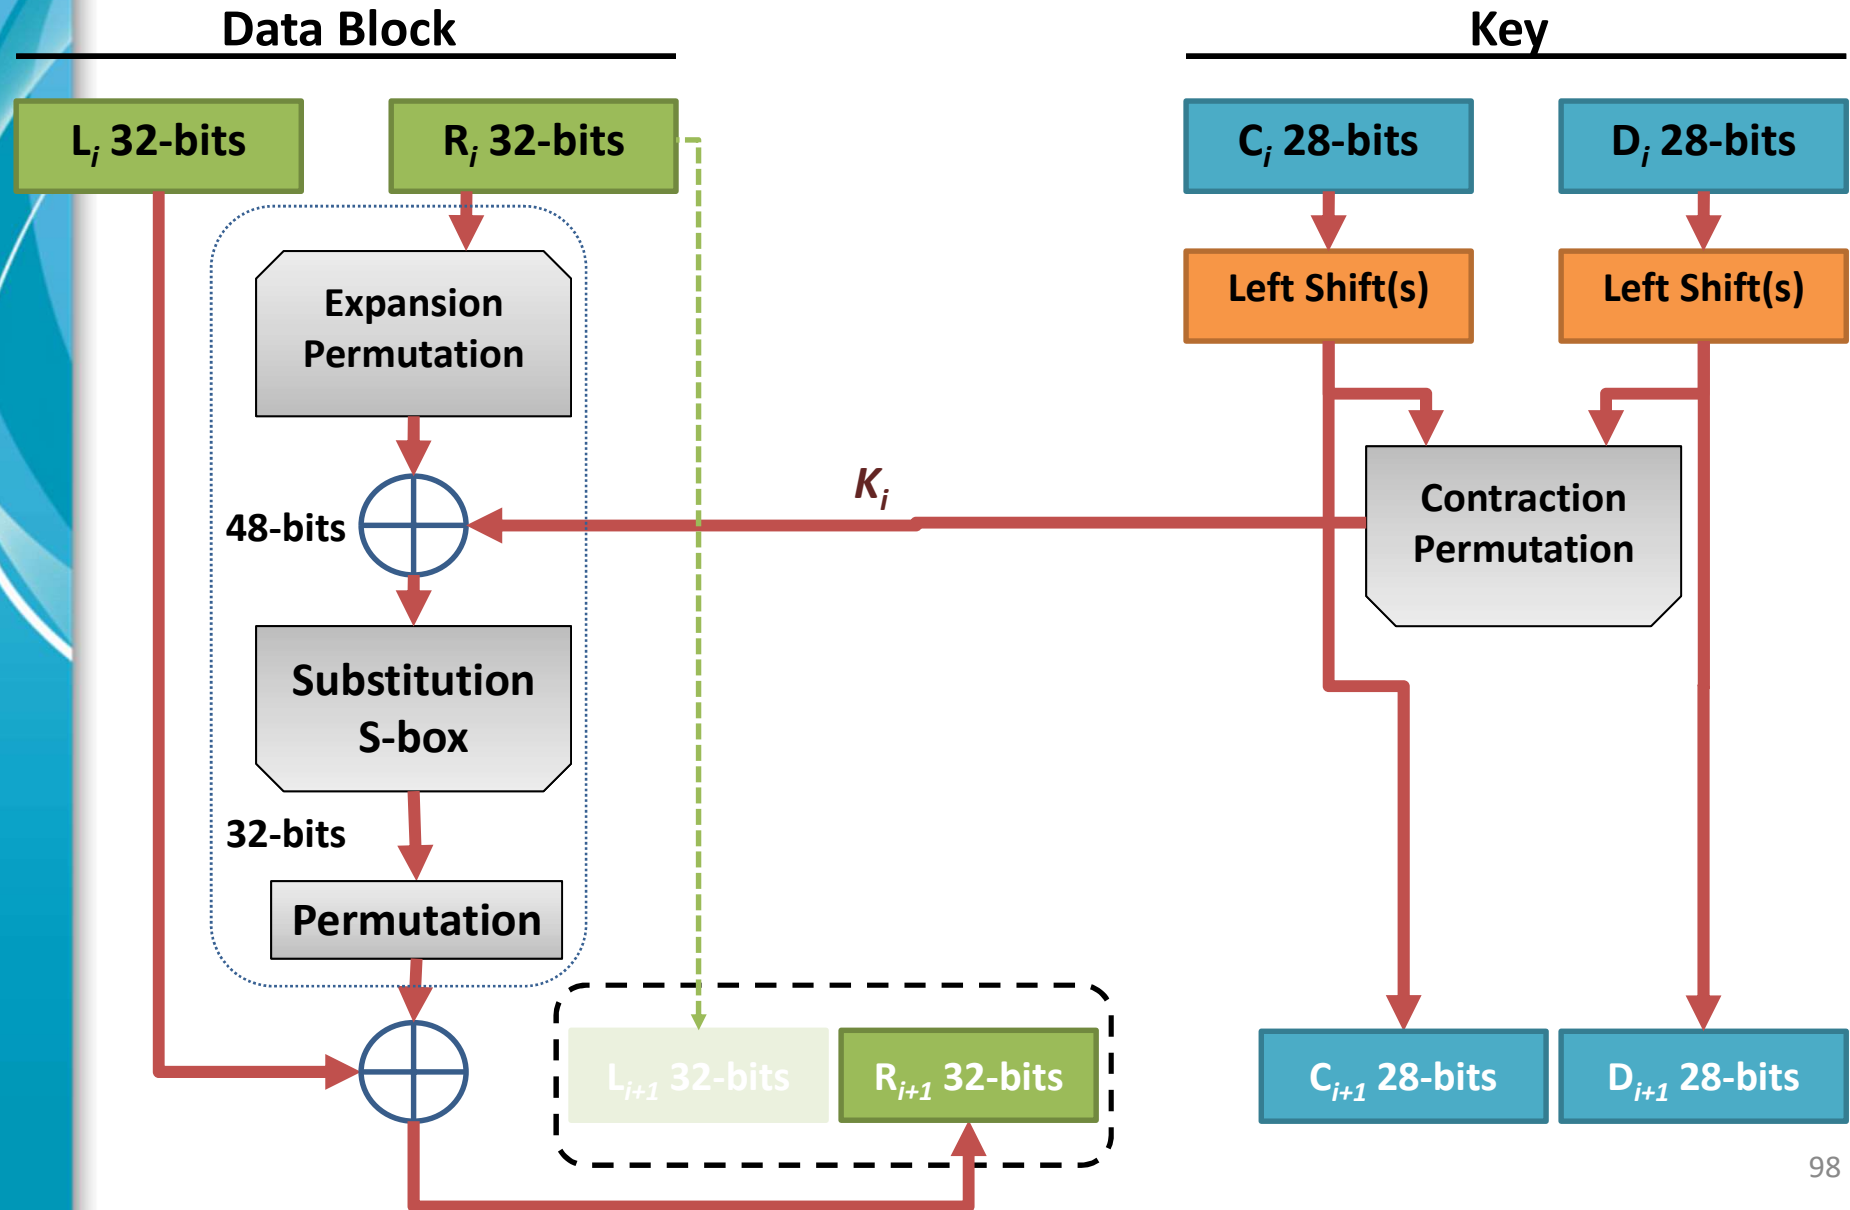 Data Block
Key
Lᵢ 32-bits
Rᵢ 32-bits
Cᵢ 28-bits
Dᵢ 28-bits
Expansion
Permutation
Left Shift(s)
Left Shift(s)
48-bits
Kᵢ
Contraction
Permutation
Substitution
S-box
32-bits
Permutation
Lᵢ₊₁ 32-bits
Rᵢ₊₁ 32-bits
Cᵢ₊₁ 28-bits
Dᵢ₊₁ 28-bits
98